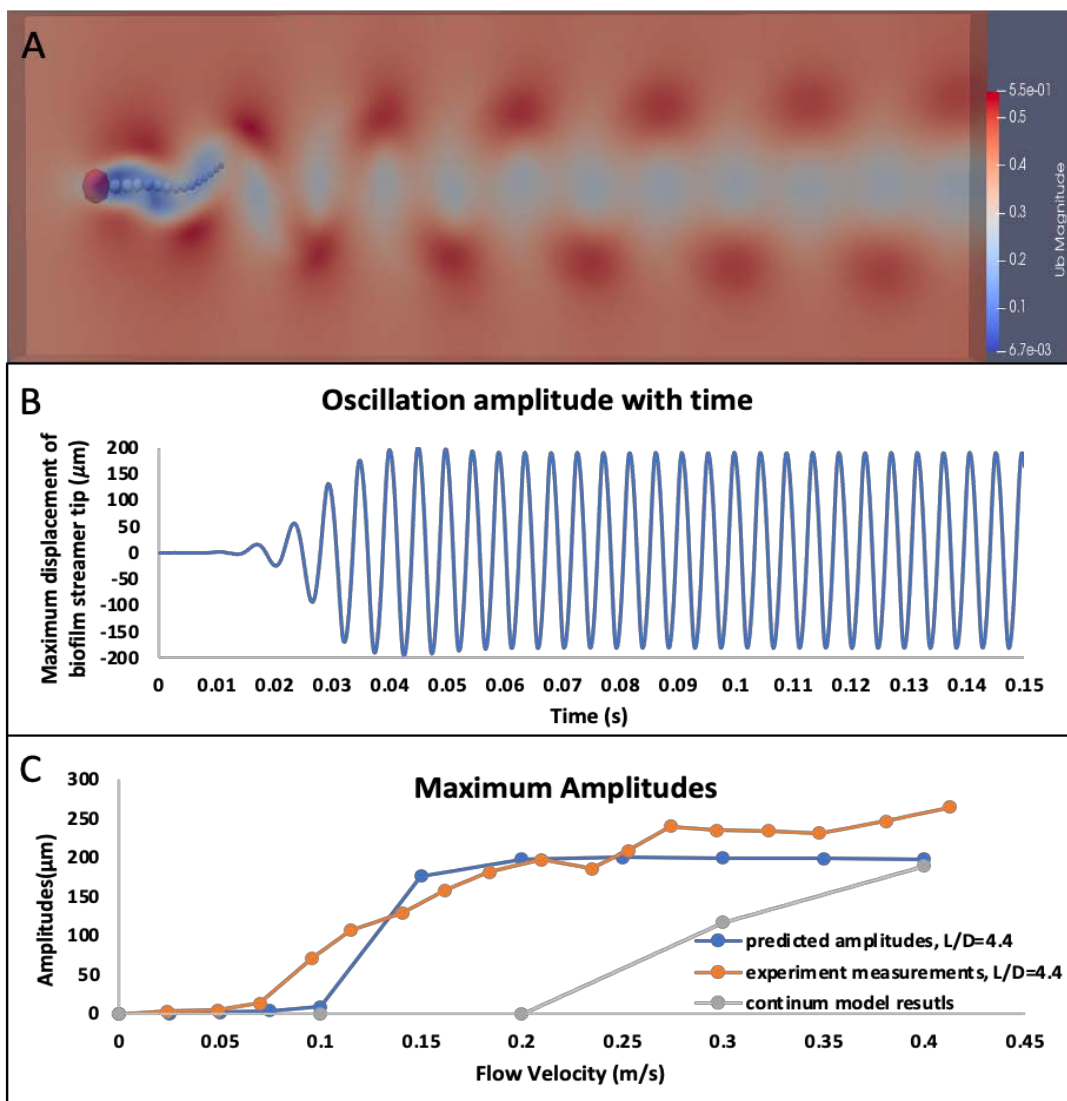 A
5.5e-01
0.5
0.4
0.3
0.2
0.1
6.7e-03
Ub Magnitude
B
Oscillation amplitude with time
Maximum displacement of
biofilm streamer tip (μm)
200
150
100
50
0
-50
-100
-150
-200
0 0.01 0.02 0.03 0.04 0.05 0.06 0.07 0.08 0.09 0.1 0.11 0.12 0.13 0.14 0.15
Time (s)
C
Maximum Amplitudes
Amplitudes(μm)
300
250
200
150
100
50
0
predicted amplitudes, L/D=4.4
experiment measurements, L/D=4.4
continum model resutls
0 0.05 0.1 0.15 0.2 0.25 0.3 0.35 0.4 0.45
Flow Velocity (m/s)